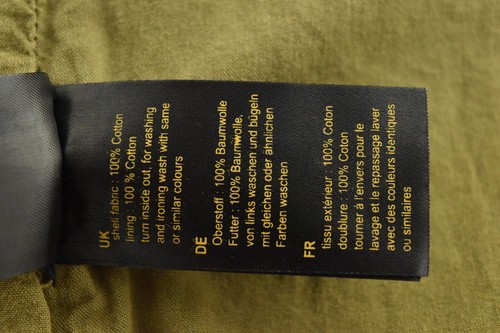 UK
shell fabric : 100% Cotton
lining : 100 % Cotton
turn inside out, for washing
and ironing wash with same
or similar colours
DE
Oberstoff : 100% Baumwolle
Futter : 100% Baumwolle,
von links waschen und bügeln
mit gleichen oder ähnlichen
Farben waschen
FR
tissu extérieur : 100% Coton
doublure : 100% Coton
tourner à l'envers pour le
lavage et le repassage laver
avec des couleurs identiques
ou similaires